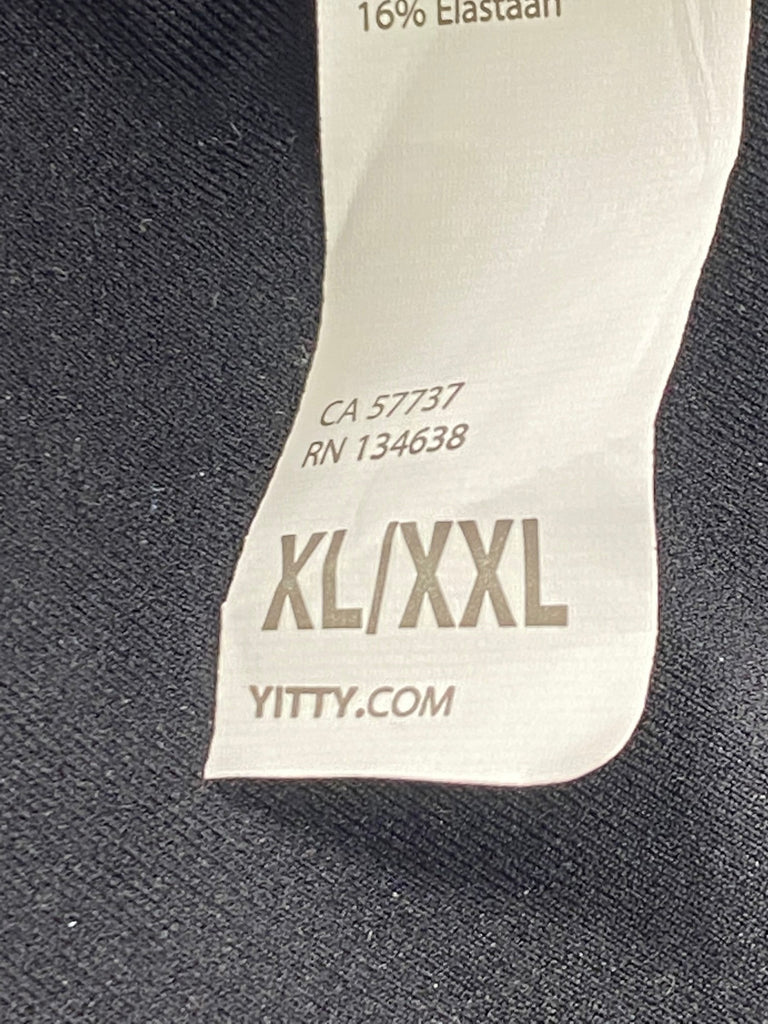 16% Elastaan
CA 57737
RN 134638
XL/XXL
YITTY.COM